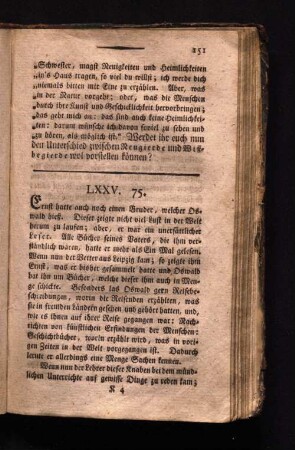 151
„Schwester, magst Neuigkeiten und Heimlichkeiten
„in's Haus tragen, so viel du willst; ich werde dich
„niemals bitten mir Eine zu erzählen. Aber, was
„in der Natur vorgeht; oder, was die Menschen
„durch ihre Kunst und Geschicklichkeit hervorbringen;
„das geht mich an: das sind auch keine Heimlichkei-
„ten: darum wünsche ich davon soviel zu sehen und
„zu hören, als möglich ist.“ Werdet ihr euch nun
den Unterschied zwischen Neugierde und Wiß-
begierde wol vorstellen können?
LXXV. 75.
Ernst hatte auch noch einen Bruder, welcher Os-
wald hieß. Dieser zeigte nicht viel Lust in der Welt
herum zu laufen; aber, er war ein unersättlicher
Leser. Alle Bücher seines Vaters, die ihm ver-
ständlich wären, hatte er mehr als Ein Mal gelesen.
Wenn nun der Vetter aus Leipzig kam; so zeigte ihm
Ernst, was er bisher gesammelt hatte und Oswald
bat ihn um Bücher, welche dieser ihm auch in Men-
ge schickte. Besonders las Oswald gern Reisebe-
schreibungen, worin die Reisenden erzählten, was
sie in fremden Ländern gesehen und gehört hatten, und,
wie es ihnen auf ihrer Reise gegangen war: Nach-
richten von künstlichen Erfindungen der Menschen:
Geschichtbücher, worin erzählt wird, was in vori-
gen Zeiten in der Welt vorgegangen ist. Dadurch
lernte er allerdings eine Menge Sachen kennen.
Wenn nun der Lehrer dieser Knaben bei dem münd-
lichen Unterrichte auf gewisse Dinge zu reden kam;
K 4